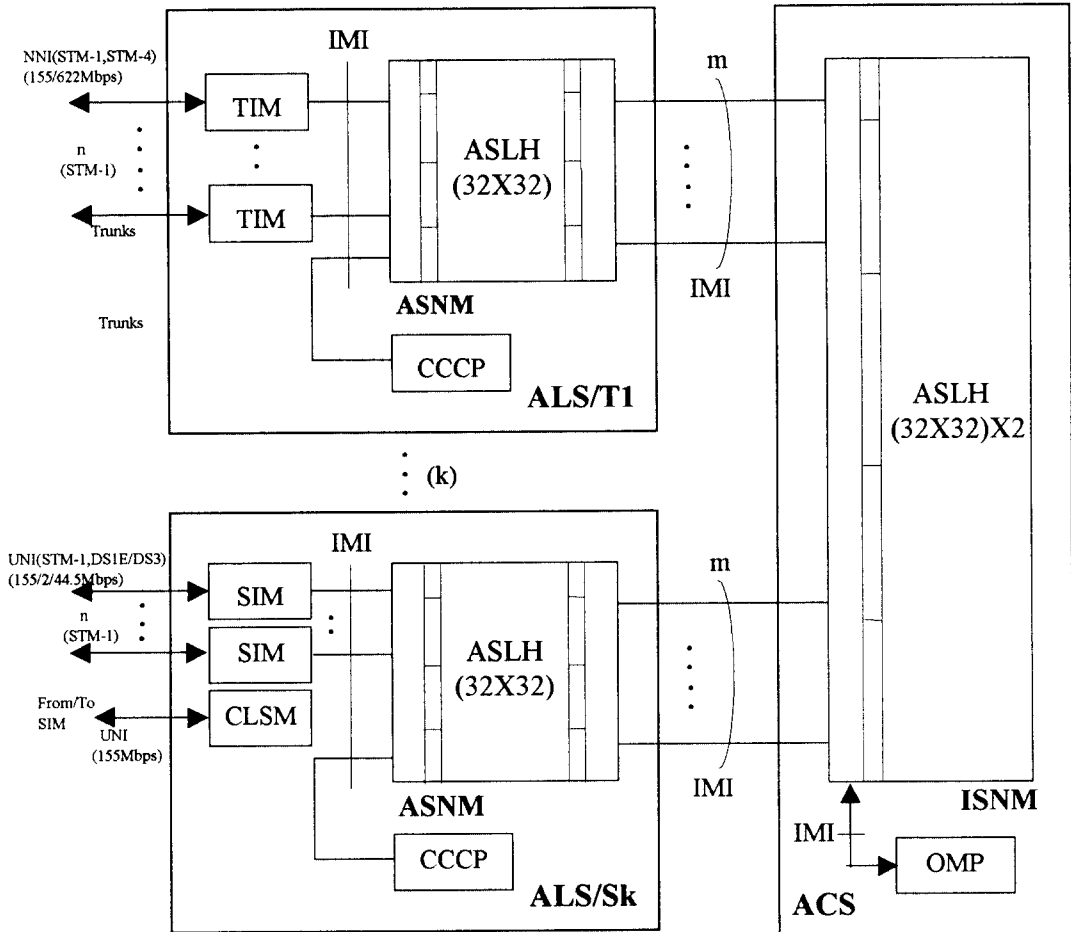 NNI(STM-1,STM-4)
(155/622Mbps)
n
(STM-1)
Trunks
Trunks
TIM
TIM
IMI
ASLH
(32X32)
ASNM
CCCP
ALS/T1
m
IMI
(k)
UNI(STM-1,DS1E/DS3)
(155/2/44.5Mbps)
n
(STM-1)
From/To
SIM
UNI
(155Mbps)
SIM
SIM
CLSM
IMI
ASLH
(32X32)
ASNM
CCCP
ALS/Sk
m
IMI
ASLH
(32X32)X2
ISNM
IMI
OMP
ACS